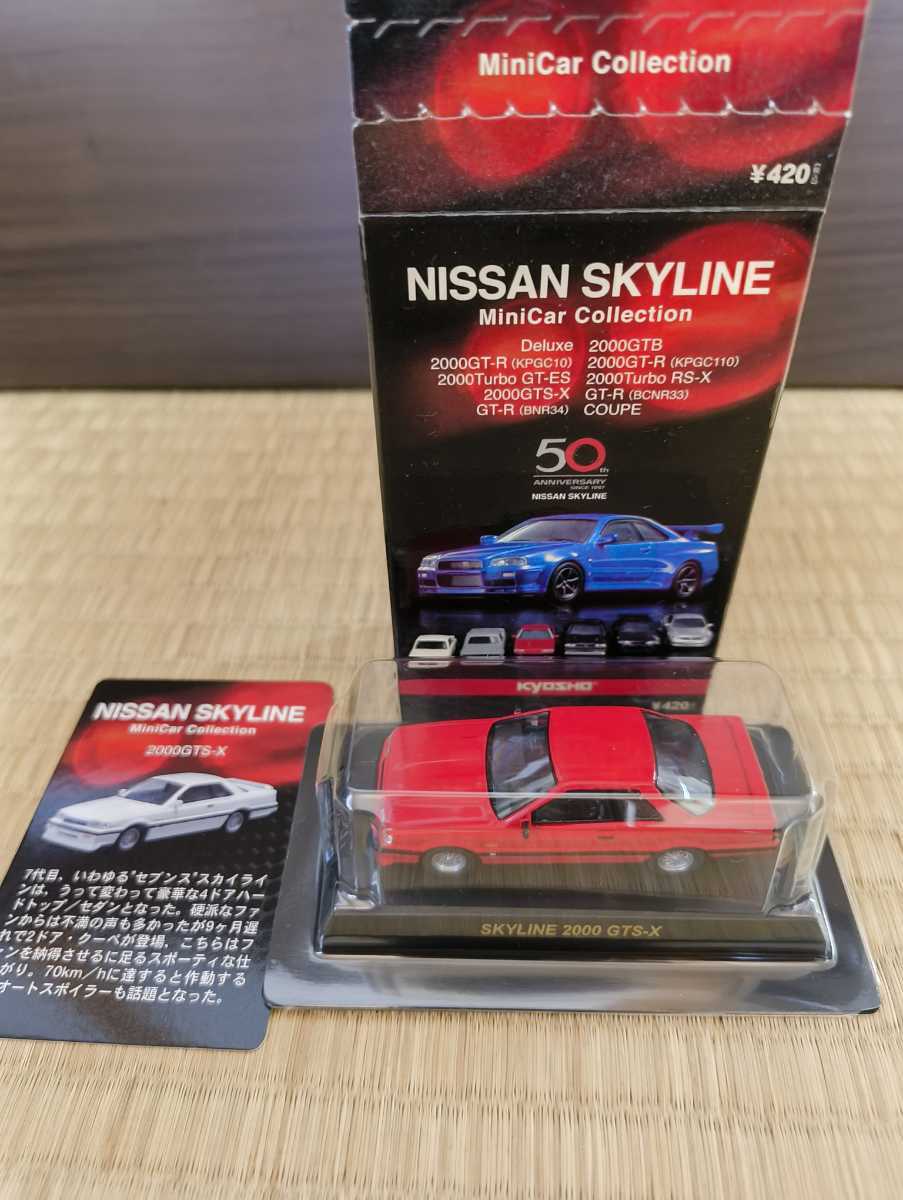 MiniCar Collection
¥420
NISSAN SKYLINE
MiniCar Collection
Deluxe 2000GTB
2000GT-R (KPGC10) 2000GT-R (KPGC110)
2000Turbo GT-ES 2000Turbo RS-X
2000GTS-X GT-R (BCNR33)
GT-R (BNR34) COUPE
50th
ANNIVERSARY
SINCE 1957
NISSAN SKYLINE
KYOSHO
¥420
SKYLINE 2000 GTS-X
NISSAN SKYLINE
MiniCar Collection
2000GTS-X
7代目、いわゆる"セブンス"スカイライ
ンは、うって変わって豪華な4ドアハー
ドトップ/セダンとなった。硬派なファ
ンからは不満の声も多かったが9ヶ月遅
れで2ドア・クーペが登場、こちらはフ
ァンを納得させるに足るスポーティな仕
がり。70km/hに達すると作動する
オートスポイラーも話題となった。